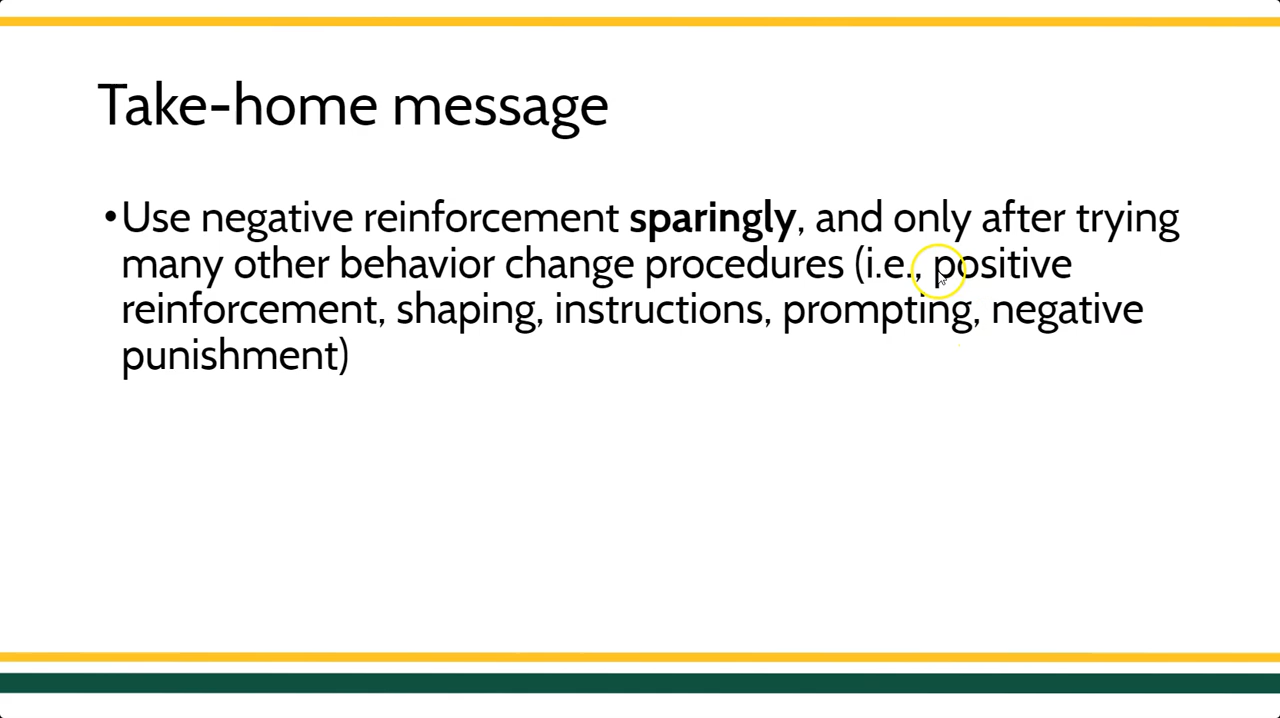 Take-home message
•Use negative reinforcement sparingly, and only after trying
many other behavior change procedures (i.e., positive
reinforcement, shaping, instructions, prompting, negative
punishment)